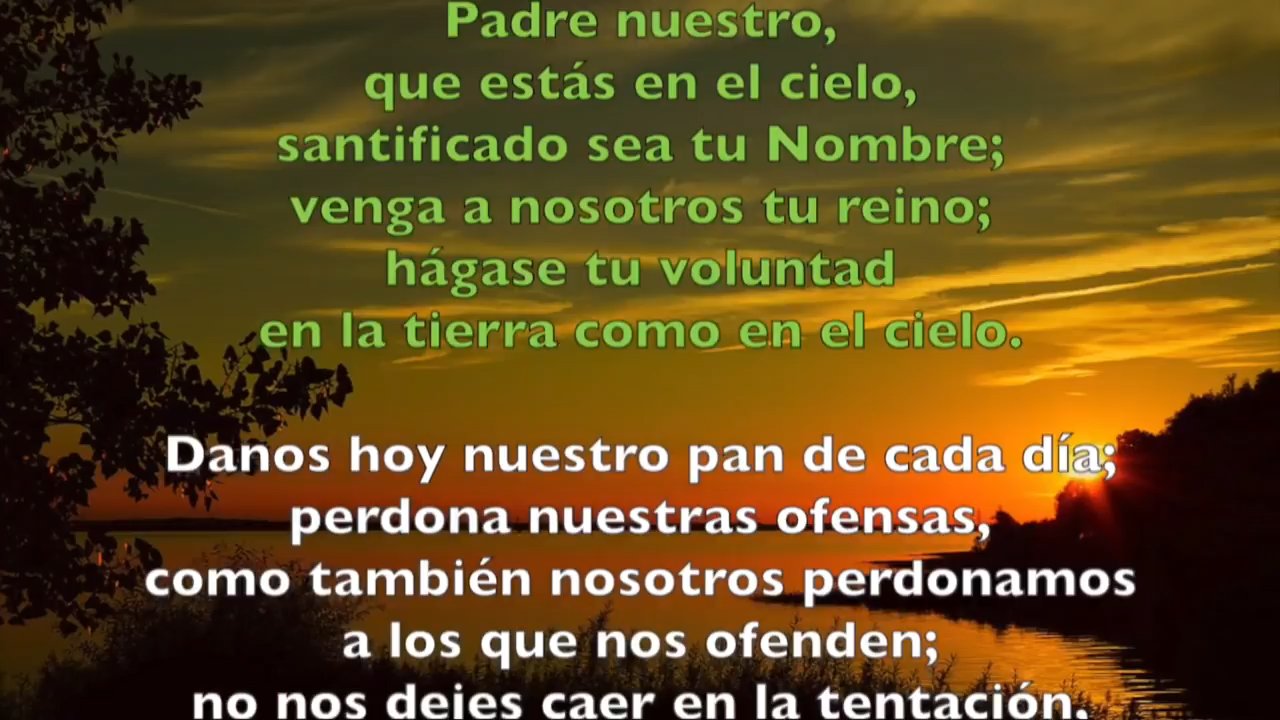 Padre nuestro,
que estás en el cielo,
santificado sea tu Nombre;
venga a nosotros tu reino;
hágase tu voluntad
en la tierra como en el cielo.
Danos hoy nuestro pan de cada día;
perdona nuestras ofensas,
como también nosotros perdonamos
a los que nos ofenden;
no nos dejes caer en la tentación,